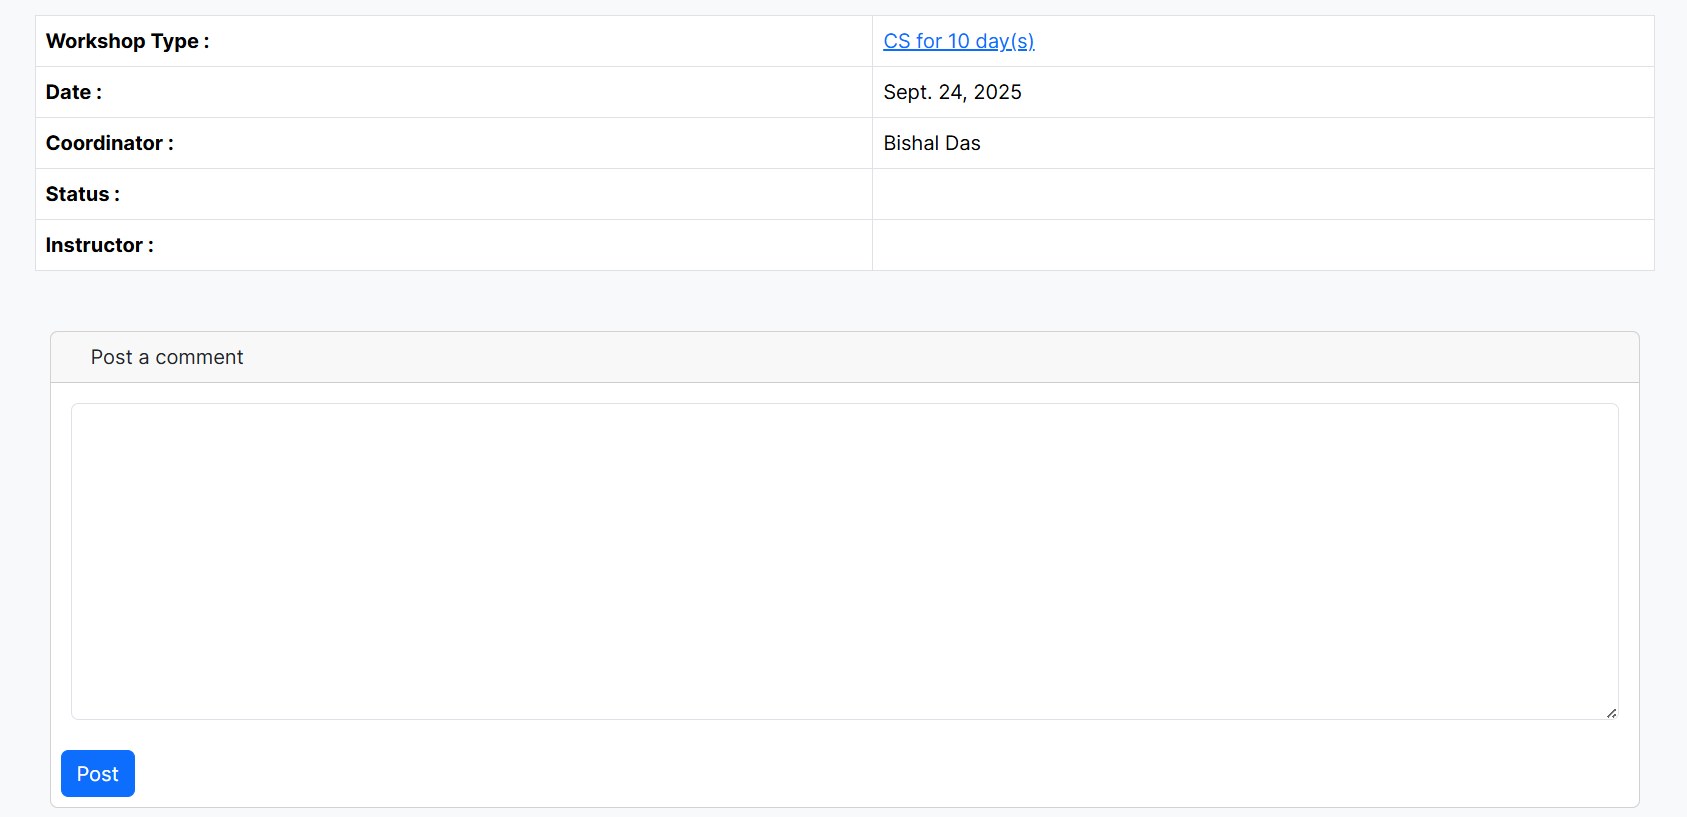 Workshop Type : CS for 10 day(s)
Date : Sept. 24, 2025
Coordinator : Bishal Das
Status :
Instructor :
Post a comment
Post